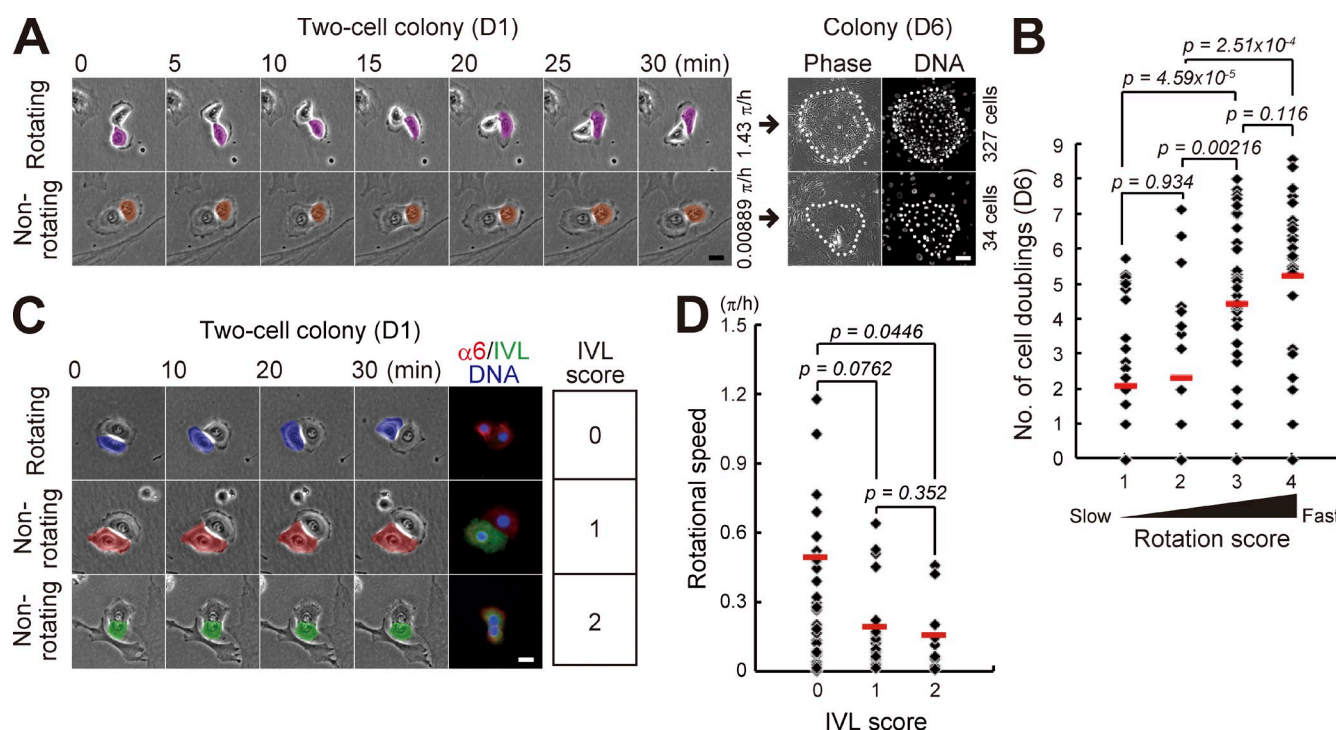 A
Two-cell colony (D1)
0 5 10 15 20 25 30 (min)
Rotating
Non-
rotating
1.43 π/h
0.00889 π/h
Colony (D6)
Phase DNA
327 cells
34 cells
B
p = 2.51x10-4
p = 4.59x10-5
p = 0.116
p = 0.00216
p = 0.934
No. of cell doublings (D6)
9
8
7
6
5
4
3
2
1
0
1 2 3 4
Slow Fast
Rotation score
C
Two-cell colony (D1)
0 10 20 30 (min)
α6/IVL
DNA
IVL
score
Rotating
0
Non-
rotating
1
Non-
rotating
2
D
(π/h)
1.5
1.2
0.9
0.6
0.3
0
Rotational speed
p = 0.0446
p = 0.0762
p = 0.352
0 1 2
IVL score